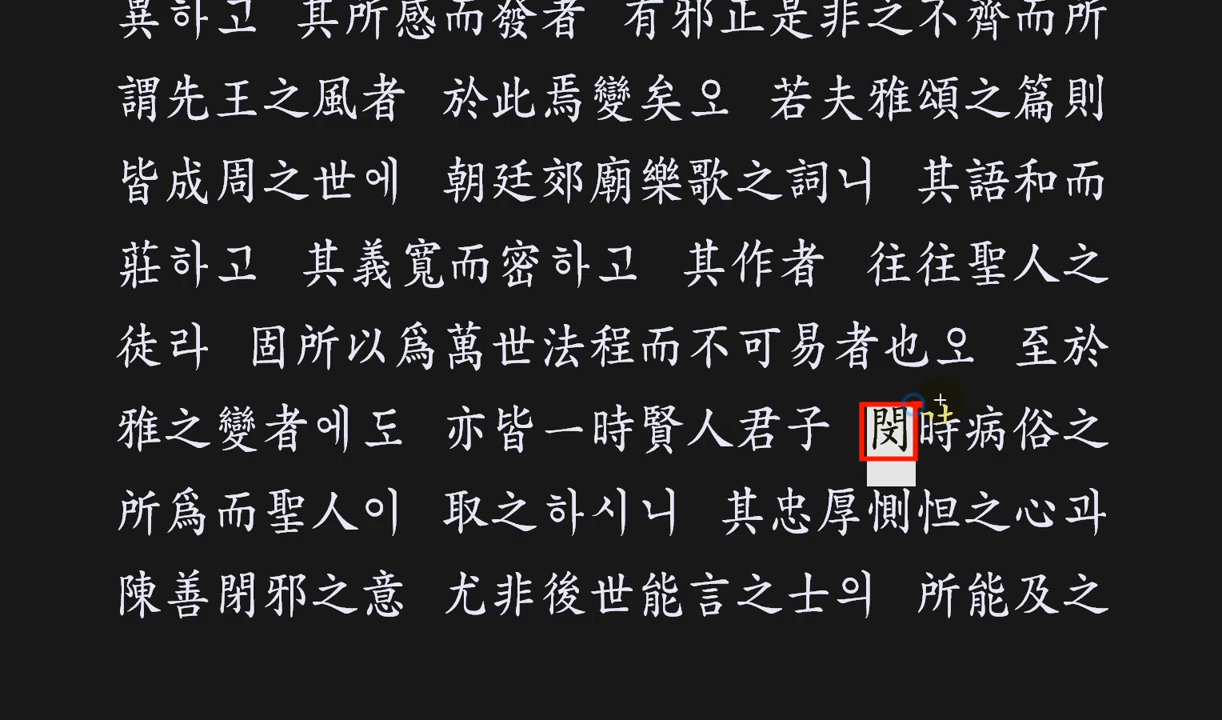 異하고 其所感而發者 有邪正是非之不齊而所
謂先王之風者 於此焉變矣오 若夫雅頌之篇則
皆成周之世에 朝廷郊廟樂歌之詞니 其語和而
莊하고 其義寬而密하고 其作者 往往聖人之
徒라 固所以爲萬世法程而不可易者也오 至於
雅之變者에도 亦皆一時賢人君子 閔時病俗之
所爲而聖人이 取之하시니 其忠厚惻怛之心과
陳善閉邪之意 尤非後世能言之士의 所能及之